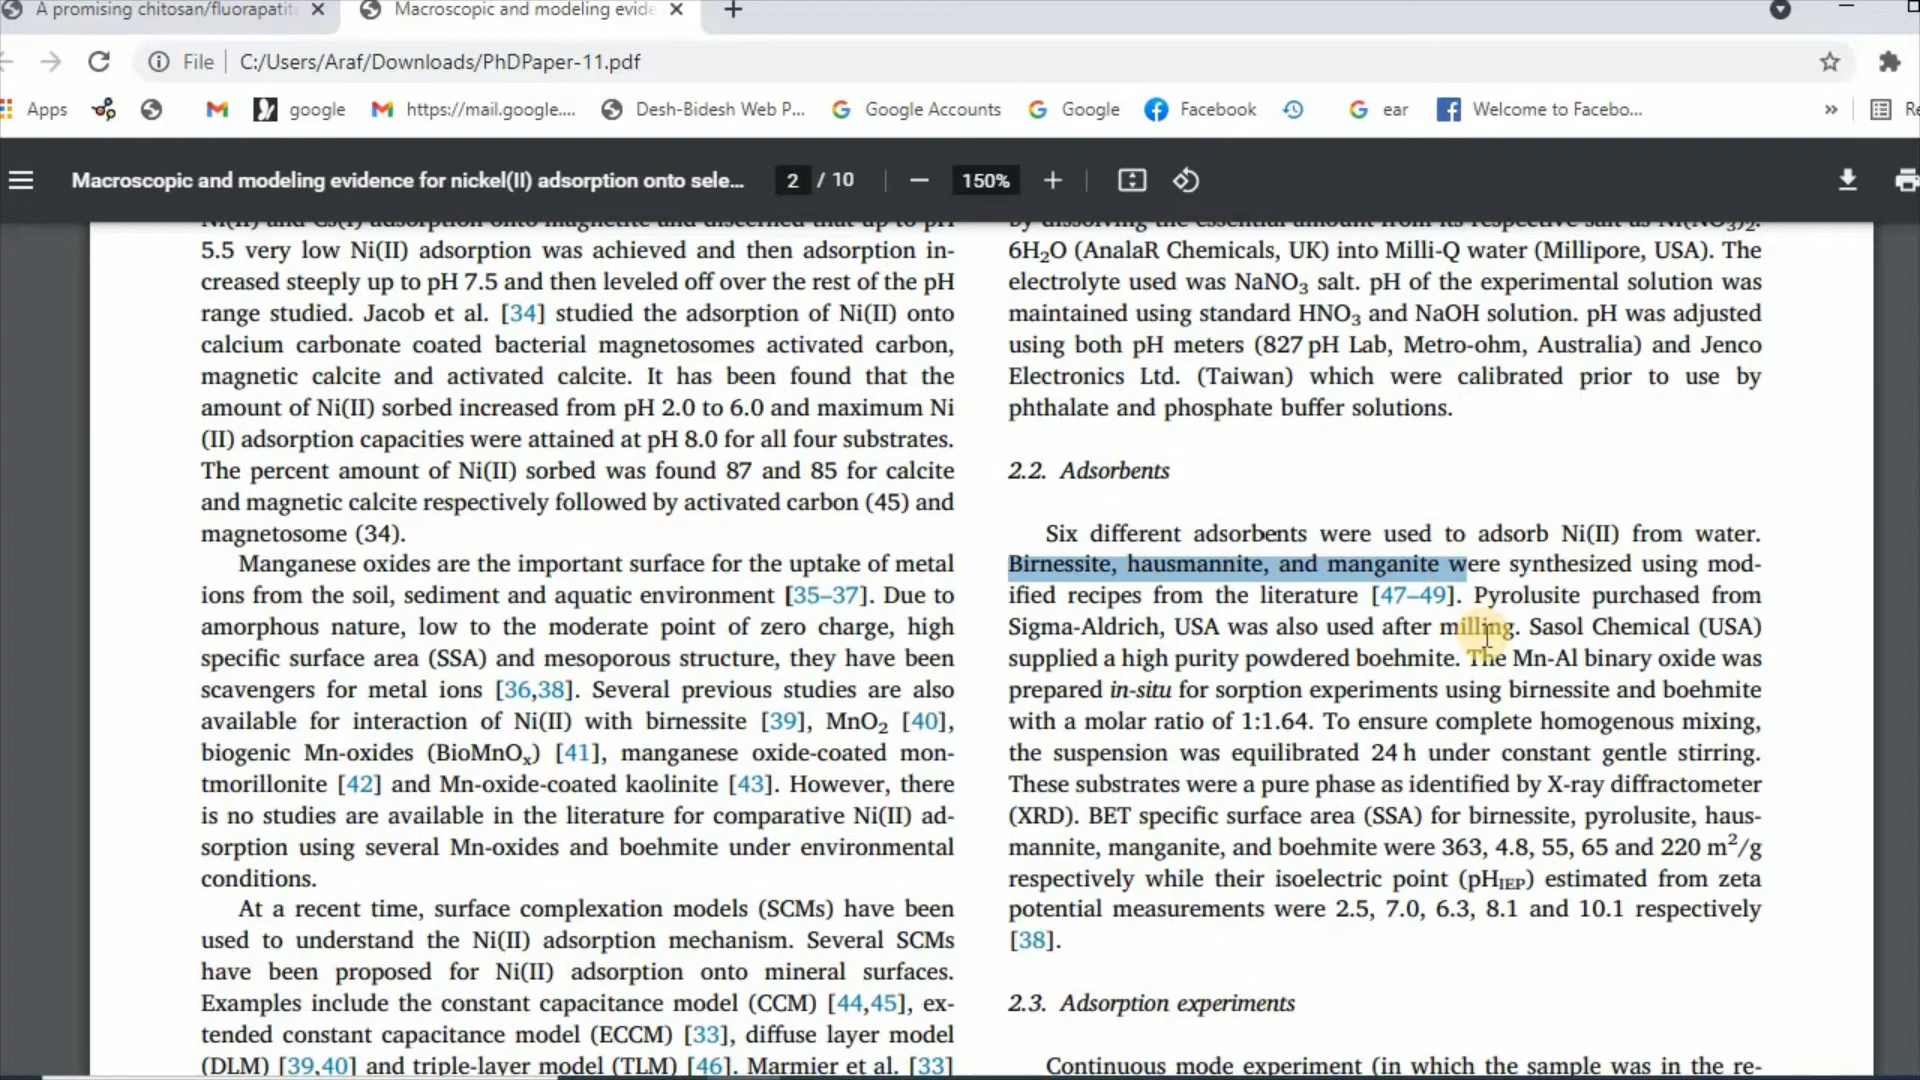 A promising chitosan/fluorapatit
Macroscopic and modeling evide
File
C:/Users/Araf/Downloads/PhDPaper-11.pdf
Apps
google
https://mail.google....
Desh-Bidesh Web P...
Google Accounts
Google
Facebook
ear
Welcome to Facebo...
»
Re
Macroscopic and modeling evidence for nickel(II) adsorption onto sele...
2 / 10
150%
Ni(II) and Cs(I) adsorption onto magnetite and discerned that up to pH
5.5 very low Ni(II) adsorption was achieved and then adsorption in-
creased steeply up to pH 7.5 and then leveled off over the rest of the pH
range studied. Jacob et al. [34] studied the adsorption of Ni(II) onto
calcium carbonate coated bacterial magnetosomes activated carbon,
magnetic calcite and activated calcite. It has been found that the
amount of Ni(II) sorbed increased from pH 2.0 to 6.0 and maximum Ni
(II) adsorption capacities were attained at pH 8.0 for all four substrates.
The percent amount of Ni(II) sorbed was found 87 and 85 for calcite
and magnetic calcite respectively followed by activated carbon (45) and
magnetosome (34).
Manganese oxides are the important surface for the uptake of metal
ions from the soil, sediment and aquatic environment [35–37]. Due to
amorphous nature, low to the moderate point of zero charge, high
specific surface area (SSA) and mesoporous structure, they have been
scavengers for metal ions [36,38]. Several previous studies are also
available for interaction of Ni(II) with birnessite [39], MnO2 [40],
biogenic Mn-oxides (BioMnOx) [41], manganese oxide-coated mon-
tmorillonite [42] and Mn-oxide-coated kaolinite [43]. However, there
is no studies are available in the literature for comparative Ni(II) ad-
sorption using several Mn-oxides and boehmite under environmental
conditions.
At a recent time, surface complexation models (SCMs) have been
used to understand the Ni(II) adsorption mechanism. Several SCMs
have been proposed for Ni(II) adsorption onto mineral surfaces.
Examples include the constant capacitance model (CCM) [44,45], ex-
tended constant capacitance model (ECCM) [33], diffuse layer model
(DLM) [39,40] and triple-layer model (TLM) [46]. Marmier et al. [33]
by dissolving the essential amount from its respective salt as Ni(NO3)2.
6H2O (AnalaR Chemicals, UK) into Milli-Q water (Millipore, USA). The
electrolyte used was NaNO3 salt. pH of the experimental solution was
maintained using standard HNO3 and NaOH solution. pH was adjusted
using both pH meters (827 pH Lab, Metro-ohm, Australia) and Jenco
Electronics Ltd. (Taiwan) which were calibrated prior to use by
phthalate and phosphate buffer solutions.
2.2. Adsorbents
Six different adsorbents were used to adsorb Ni(II) from water.
Birnessite, hausmannite, and manganite were synthesized using mod-
ified recipes from the literature [47–49]. Pyrolusite purchased from
Sigma-Aldrich, USA was also used after milling. Sasol Chemical (USA)
supplied a high purity powdered boehmite. The Mn-Al binary oxide was
prepared in-situ for sorption experiments using birnessite and boehmite
with a molar ratio of 1:1.64. To ensure complete homogenous mixing,
the suspension was equilibrated 24 h under constant gentle stirring.
These substrates were a pure phase as identified by X-ray diffractometer
(XRD). BET specific surface area (SSA) for birnessite, pyrolusite, haus-
mannite, manganite, and boehmite were 363, 4.8, 55, 65 and 220 m²/g
respectively while their isoelectric point (pHIEP) estimated from zeta
potential measurements were 2.5, 7.0, 6.3, 8.1 and 10.1 respectively
[38].
2.3. Adsorption experiments
Continuous mode experiment (in which the sample was in the re-